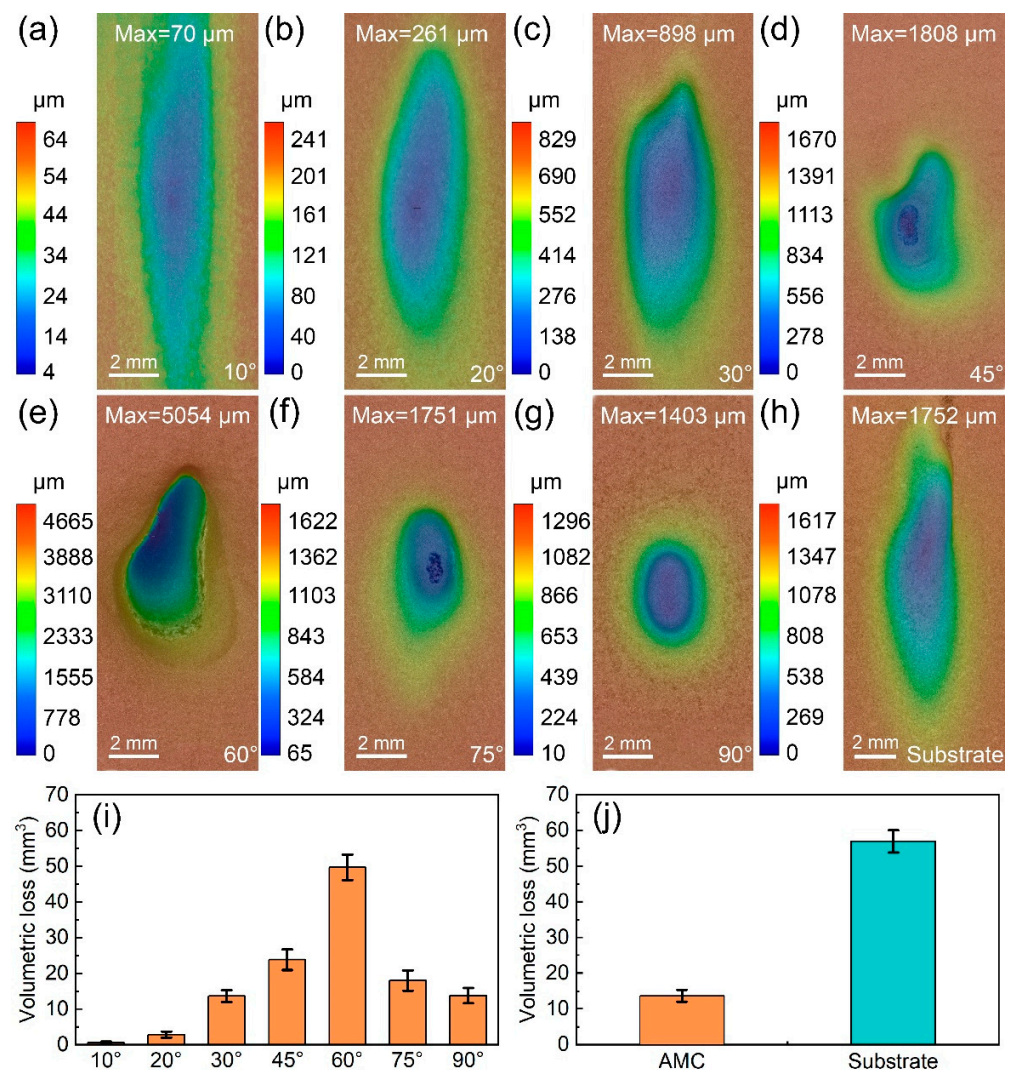 (a) Max=70 µm
µm
64
54
44
34
24
14
4
2 mm 10°
(b) Max=261 µm
µm
241
201
161
121
80
40
0
2 mm 20°
(c) Max=898 µm
µm
829
690
552
414
276
138
0
2 mm 30°
(d) Max=1808 µm
µm
1670
1391
1113
834
556
278
0
2 mm 45°
(e) Max=5054 µm
µm
4665
3888
3110
2333
1555
778
0
2 mm 60°
(f) Max=1751 µm
µm
1622
1362
1103
843
584
324
65
2 mm 75°
(g) Max=1403 µm
µm
1296
1082
866
653
439
224
10
2 mm 90°
(h) Max=1752 µm
µm
1617
1347
1078
808
538
269
0
2 mm Substrate
(i)
Volumetric loss (mm³)
70
60
50
40
30
20
10
0
10° 20° 30° 45° 60° 75° 90°
(j)
Volumetric loss (mm³)
70
60
50
40
30
20
10
0
AMC Substrate